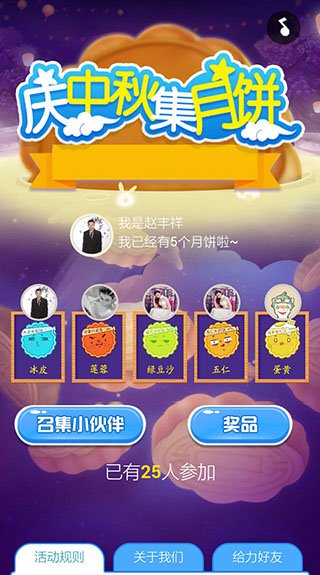 庆中秋集月饼
我是赵丰祥
我已经有5个月饼啦~
冰皮
莲蓉
绿豆沙
五仁
蛋黄
召集小伙伴
奖品
已有25人参加
活动规则
关于我们
给力好友